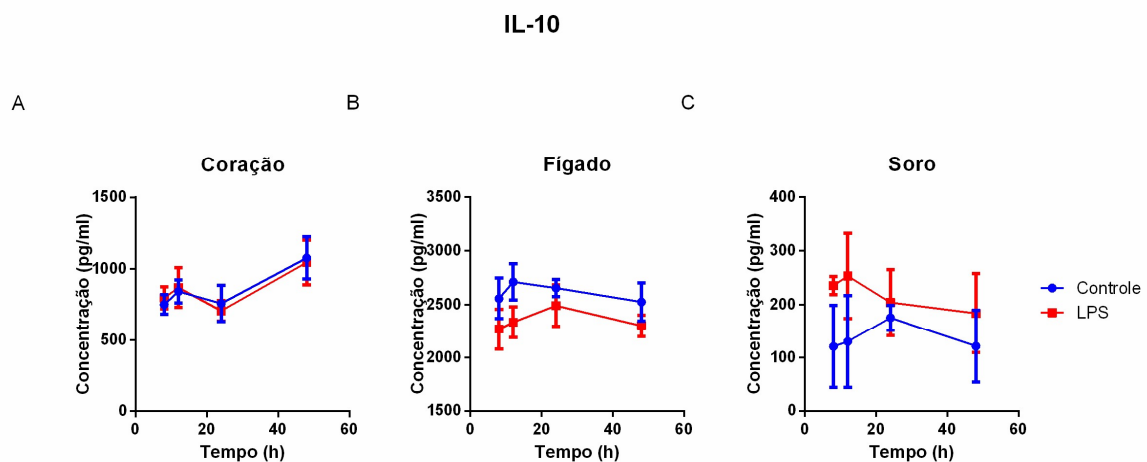 IL-10
A
B
C
Coração
Fígado
Soro
Concentração (pg/ml)
1500
1000
500
0
0 20 40 60
Tempo (h)
Concentração (pg/ml)
3500
3000
2500
2000
1500
0 20 40 60
Tempo (h)
Concentração (pg/ml)
400
300
200
100
0
0 20 40 60
Tempo (h)
Controle
LPS